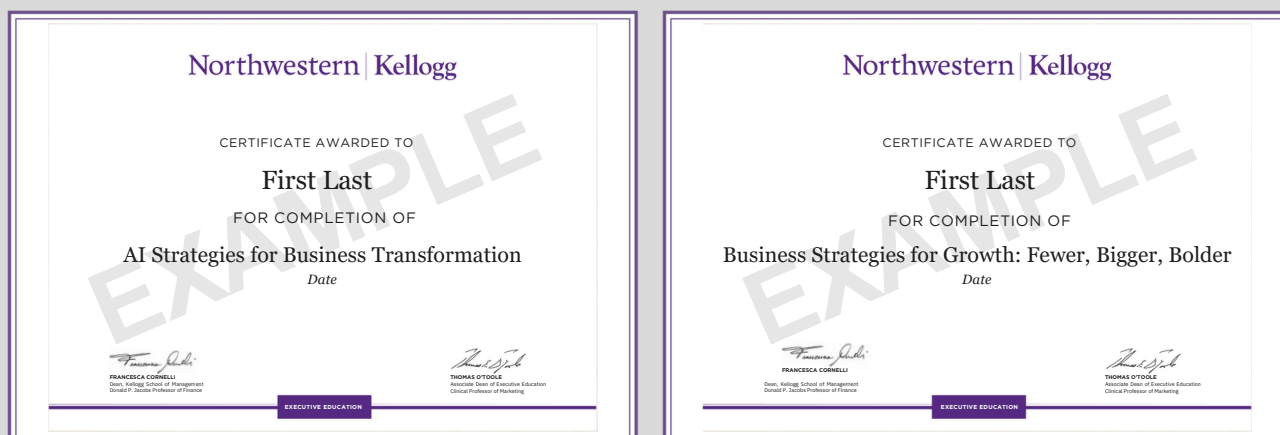 Northwestern | Kellogg
EXAMPLE
CERTIFICATE AWARDED TO
First Last
FOR COMPLETION OF
AI Strategies for Business Transformation
Date
FRANCESCA CORNELLI
Dean, Kellogg School of Management
Donald P. Jacobs Professor of Finance
THOMAS O'TOOLE
Associate Dean of Executive Education
Clinical Professor of Marketing
EXECUTIVE EDUCATION
Northwestern | Kellogg
EXAMPLE
CERTIFICATE AWARDED TO
First Last
FOR COMPLETION OF
Business Strategies for Growth: Fewer, Bigger, Bolder
Date
FRANCESCA CORNELLI
Dean, Kellogg School of Management
Donald P. Jacobs Professor of Finance
THOMAS O'TOOLE
Associate Dean of Executive Education
Clinical Professor of Marketing
EXECUTIVE EDUCATION